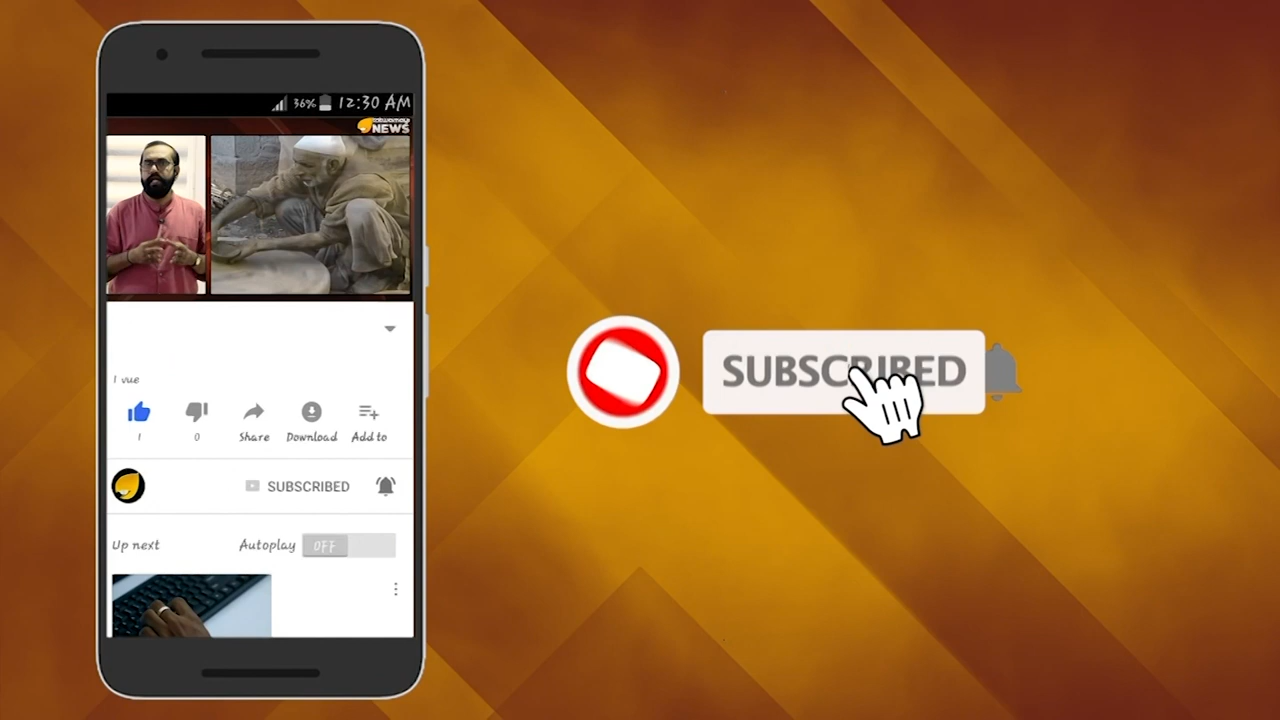 36% 12:30 AM
NEWS
1 vue
1 0 Share Download Add to
SUBSCRIBED
Up next Autoplay OFF
SUBSCRIBED